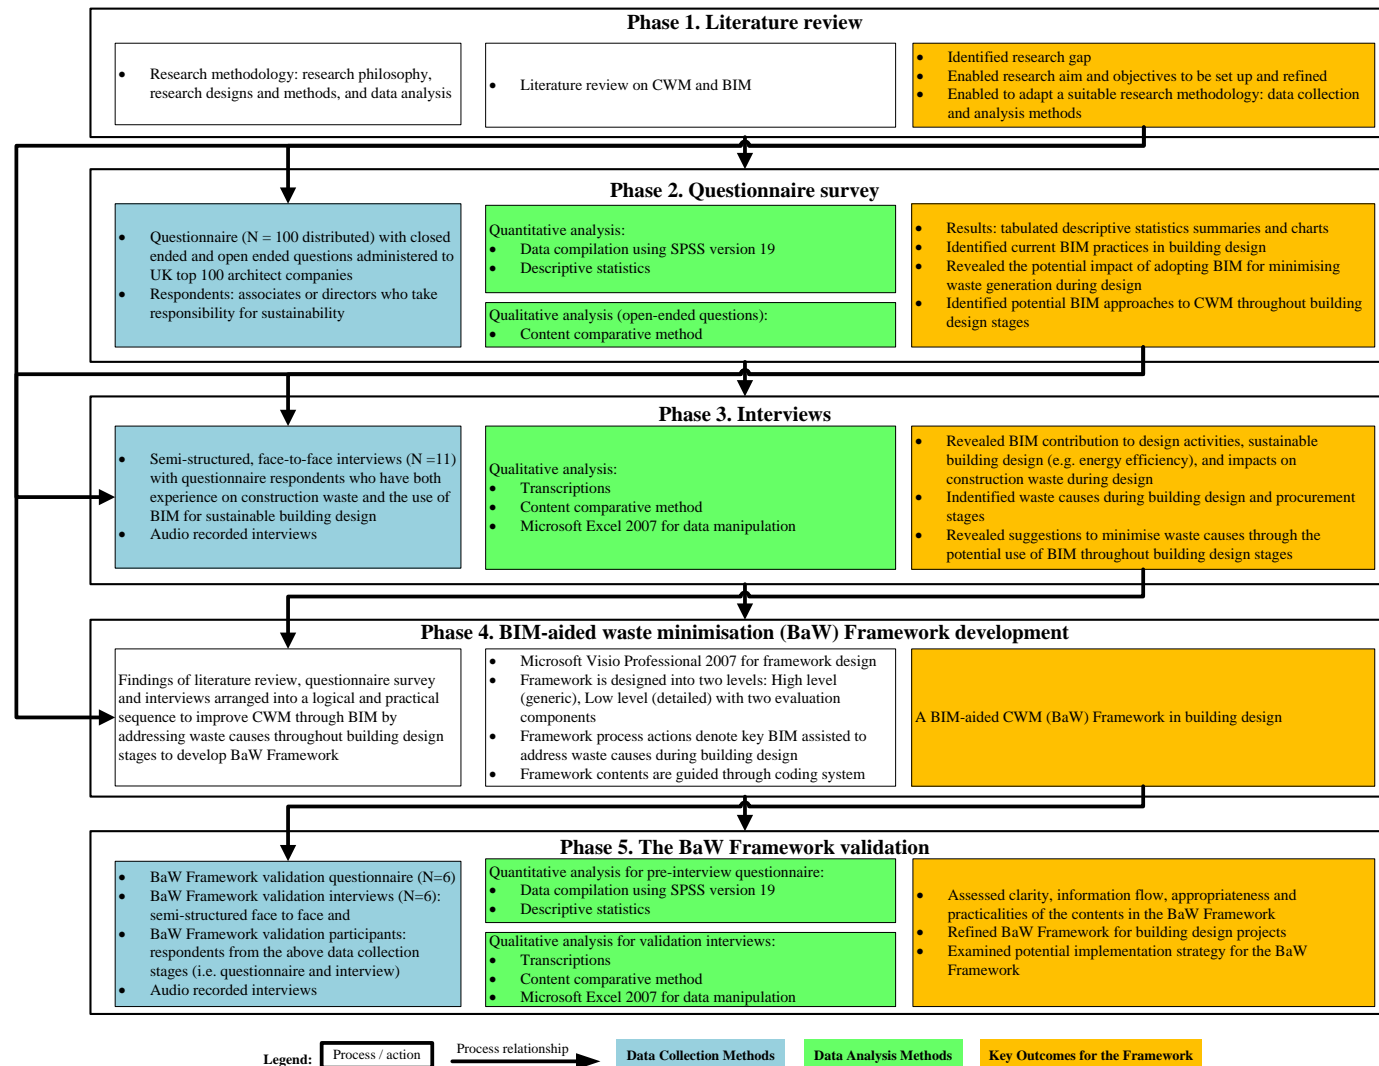 Phase 1. Literature review
• Research methodology: research philosophy,
research designs and methods, and data analysis
• Literature review on CWM and BIM
• Identified research gap
• Enabled research aim and objectives to be set up and refined
• Enabled to adapt a suitable research methodology: data collection
and analysis methods
Phase 2. Questionnaire survey
• Questionnaire (N = 100 distributed) with closed
ended and open ended questions administered to
UK top 100 architect companies
• Respondents: associates or directors who take
responsibility for sustainability
Quantitative analysis:
• Data compilation using SPSS version 19
• Descriptive statistics
Qualitative analysis (open-ended questions):
• Content comparative method
• Results: tabulated descriptive statistics summaries and charts
• Identified current BIM practices in building design
• Revealed the potential impact of adopting BIM for minimising
waste generation during design
• Identified potential BIM approaches to CWM throughout building
design stages
Phase 3. Interviews
• Semi-structured, face-to-face interviews (N =11)
with questionnaire respondents who have both
experience on construction waste and the use of
BIM for sustainable building design
• Audio recorded interviews
Qualitative analysis:
• Transcriptions
• Content comparative method
• Microsoft Excel 2007 for data manipulation
• Revealed BIM contribution to design activities, sustainable
building design (e.g. energy efficiency), and impacts on
construction waste during design
• Indentified waste causes during building design and procurement
stages
• Revealed suggestions to minimise waste causes through the
potential use of BIM throughout building design stages
Phase 4. BIM-aided waste minimisation (BaW) Framework development
Findings of literature review, questionnaire survey
and interviews arranged into a logical and practical
sequence to improve CWM through BIM by
addressing waste causes throughout building design
stages to develop BaW Framework
• Microsoft Visio Professional 2007 for framework design
• Framework is designed into two levels: High level
(generic), Low level (detailed) with two evaluation
components
• Framework process actions denote key BIM assisted to
address waste causes during building design
• Framework contents are guided through coding system
A BIM-aided CWM (BaW) Framework in building design
Phase 5. The BaW Framework validation
• BaW Framework validation questionnaire (N=6)
• BaW Framework validation interviews (N=6):
semi-structured face to face and
• BaW Framework validation participants:
respondents from the above data collection
stages (i.e. questionnaire and interview)
• Audio recorded interviews
Quantitative analysis for pre-interview questionnaire:
• Data compilation using SPSS version 19
• Descriptive statistics
Qualitative analysis for validation interviews:
• Transcriptions
• Content comparative method
• Microsoft Excel 2007 for data manipulation
• Assessed clarity, information flow, appropriateness and
practicalities of the contents in the BaW Framework
• Refined BaW Framework for building design projects
• Examined potential implementation strategy for the BaW
Framework
Legend:
Process / action
Process relationship
Data Collection Methods
Data Analysis Methods
Key Outcomes for the Framework